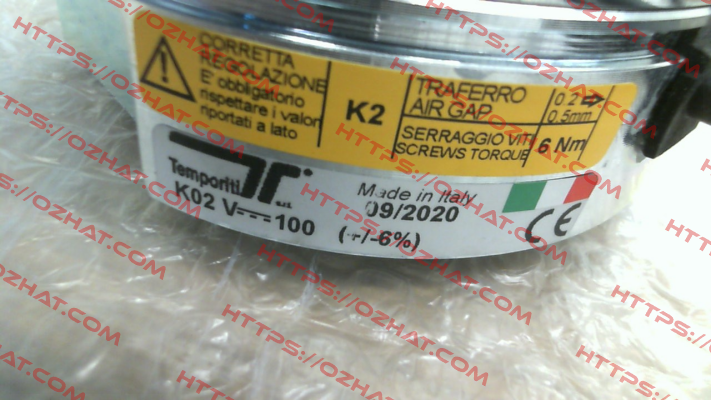 CORRETTA
REGOLAZIONE
E' obbligatorio
rispettare i valori
riportati a lato
K2
TRAFERRO
AIR GAP
0.2 ➾
0.5mm
SERRAGGIO VITI
SCREWS TORQUE
6 Nm
Temporiti s.r.l.
K02 V⎓100
Made in Italy
09/2020
(+/-6%)
CE
HTTPS://OZHAT.COM